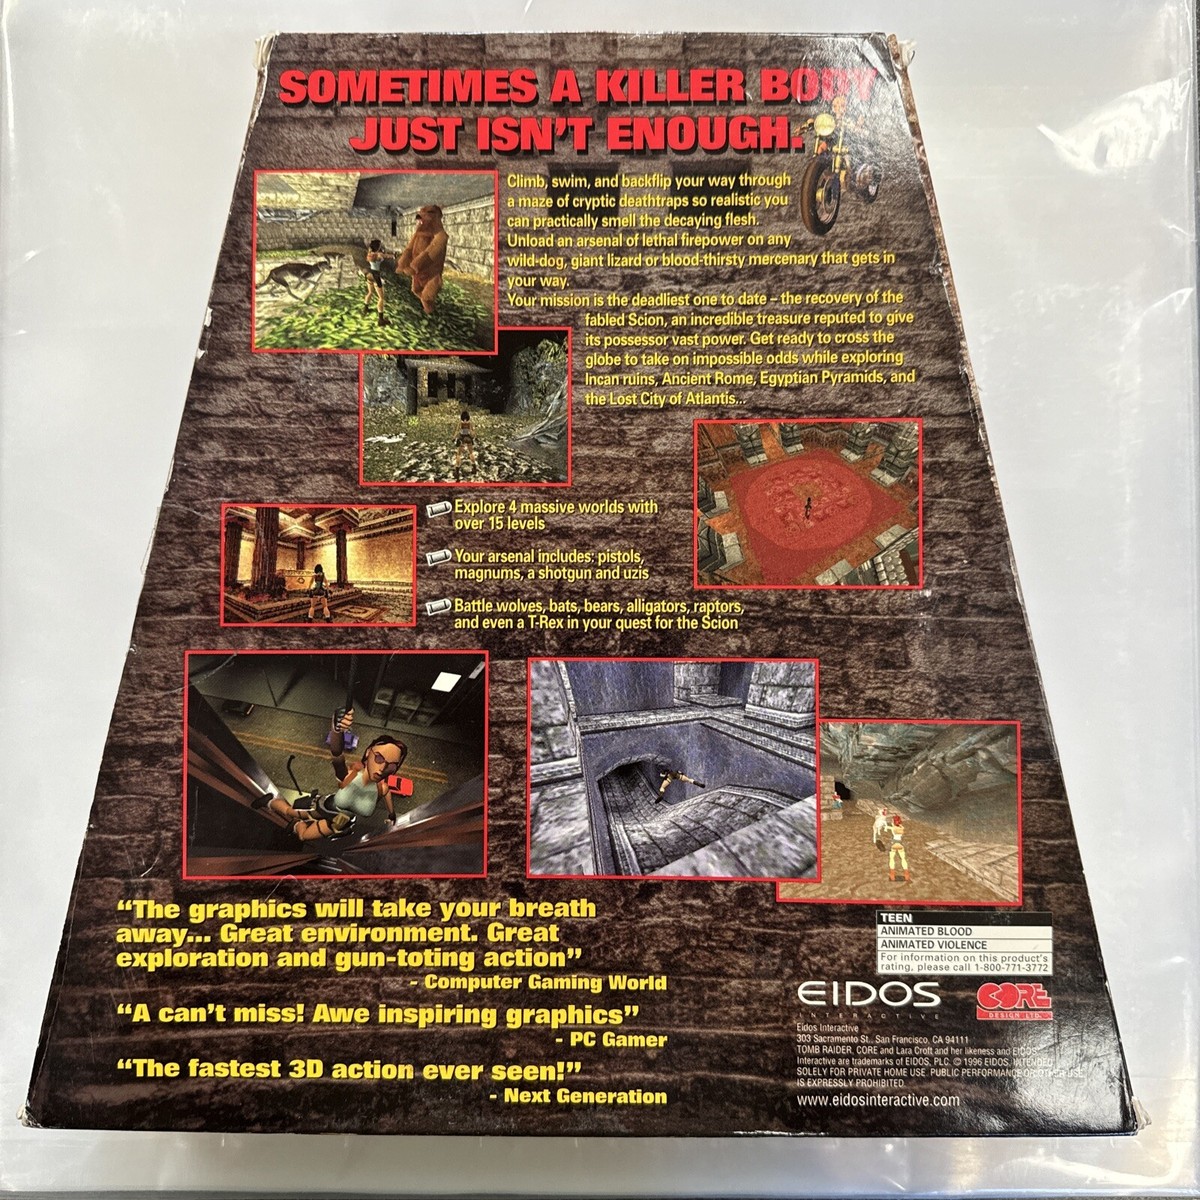 SOMETIMES A KILLER BODY
JUST ISN'T ENOUGH.
Climb, swim, and backflip your way through
a maze of cryptic deathtraps so realistic you
can practically smell the decaying flesh.
Unload an arsenal of lethal firepower on any
wild-dog, giant lizard or blood-thirsty mercenary that gets in
your way.
Your mission is the deadliest one to date – the recovery of the
fabled Scion, an incredible treasure reputed to give
its possessor vast power. Get ready to cross the
globe to take on impossible odds while exploring
Incan ruins, Ancient Rome, Egyptian Pyramids, and
the Lost City of Atlantis...
Explore 4 massive worlds with
over 15 levels
Your arsenal includes: pistols,
magnums, a shotgun and uzis
Battle wolves, bats, bears, alligators, raptors,
and even a T-Rex in your quest for the Scion
“The graphics will take your breath
away... Great environment. Great
exploration and gun-toting action”
- Computer Gaming World
“A can't miss! Awe inspiring graphics”
- PC Gamer
“The fastest 3D action ever seen!”
- Next Generation
TEEN
ANIMATED BLOOD
ANIMATED VIOLENCE
For information on this product's
rating, please call 1-800-771-3772
EIDOS
INTERACTIVE
CORE
DESIGN LTD.
Eidos Interactive
303 Sacramento St., San Francisco, CA 94111
TOMB RAIDER, CORE and Lara Croft and her likeness and EIDOS
Interactive are trademarks of EIDOS, PLC. © 1996 EIDOS. INTENDED
SOLELY FOR PRIVATE HOME USE. PUBLIC PERFORMANCE OR OTHER USE
IS EXPRESSLY PROHIBITED.
www.eidosinteractive.com